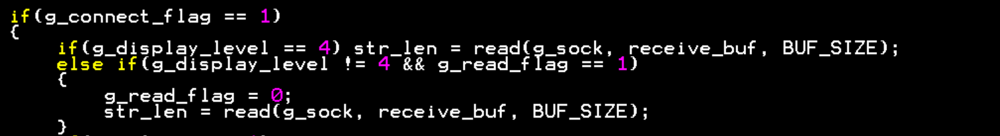 if(g_connect_flag == 1)
{
if(g_display_level == 4) str_len = read(g_sock, receive_buf, BUF_SIZE);
else if(g_display_level != 4 && g_read_flag == 1)
{
g_read_flag = 0;
str_len = read(g_sock, receive_buf, BUF_SIZE);
}